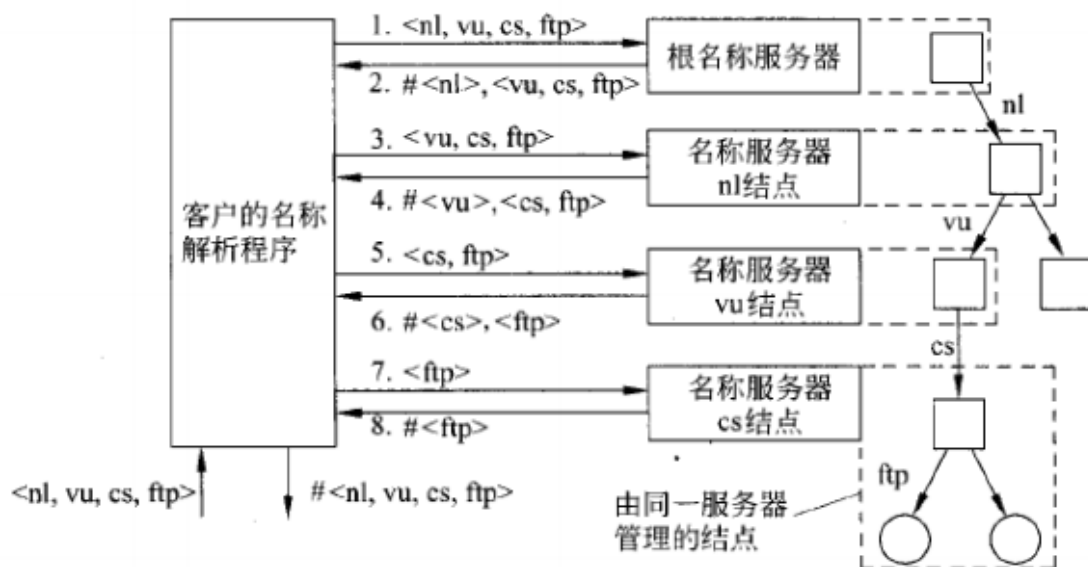 1. <nl, vu, cs, ftp>
根名称服务器
2. #<nl>,<vu, cs, ftp>
nl
3. <vu, cs, ftp>
名称服务器
nl结点
4. #<vu>,<cs, ftp>
客户的名称
解析程序
vu
5. <cs, ftp>
名称服务器
vu结点
6. #<cs>,<ftp>
cs
7. <ftp>
名称服务器
cs结点
8. #<ftp>
<nl, vu, cs, ftp>
#<nl, vu, cs, ftp>
ftp
由同一服务器
管理的结点